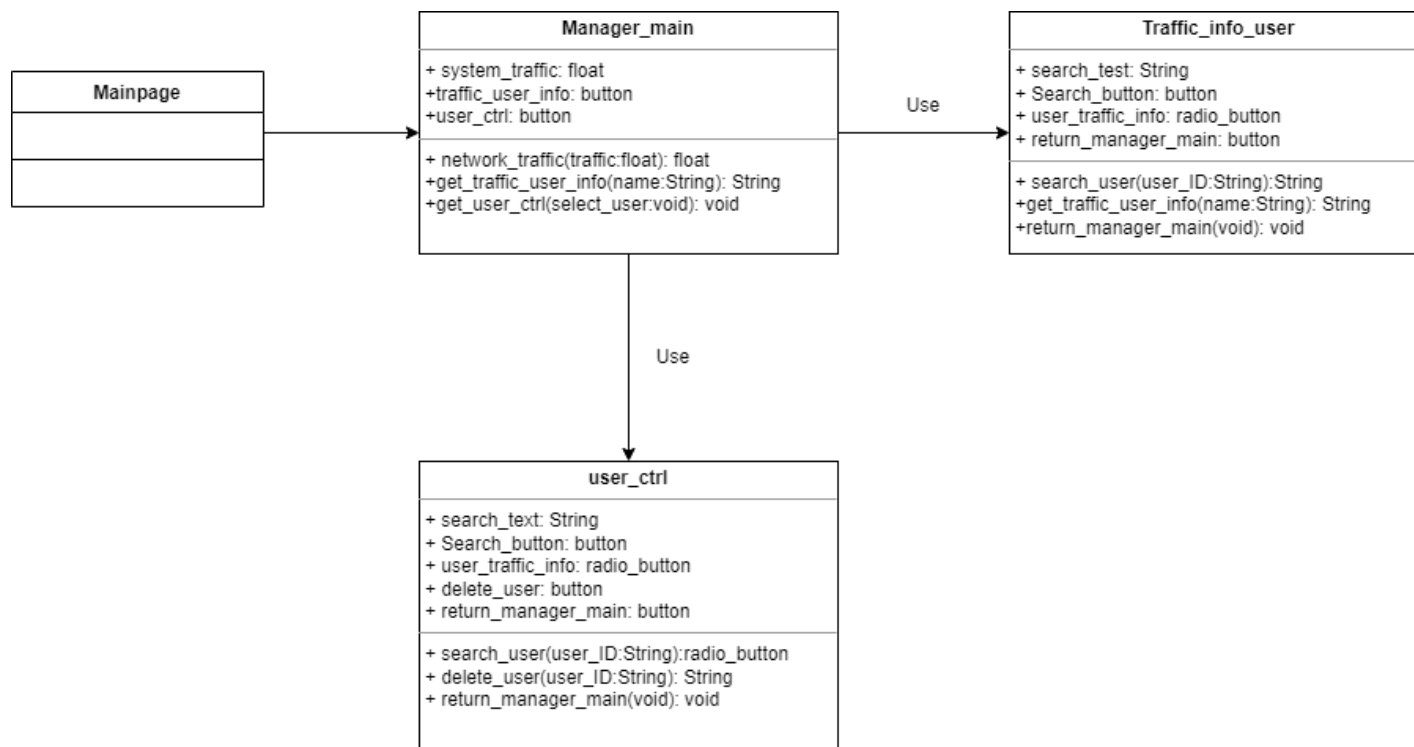 Mainpage
Manager_main
+ system_traffic: float
+traffic_user_info: button
+user_ctrl: button
+ network_traffic(traffic:float): float
+get_traffic_user_info(name:String): String
+get_user_ctrl(select_user:void): void
Use
Traffic_info_user
+ search_test: String
+ Search_button: button
+ user_traffic_info: radio_button
+ return_manager_main: button
+ search_user(user_ID:String):String
+get_traffic_user_info(name:String): String
+return_manager_main(void): void
Use
user_ctrl
+ search_text: String
+ Search_button: button
+ user_traffic_info: radio_button
+ delete_user: button
+ return_manager_main: button
+ search_user(user_ID:String):radio_button
+ delete_user(user_ID:String): String
+ return_manager_main(void): void